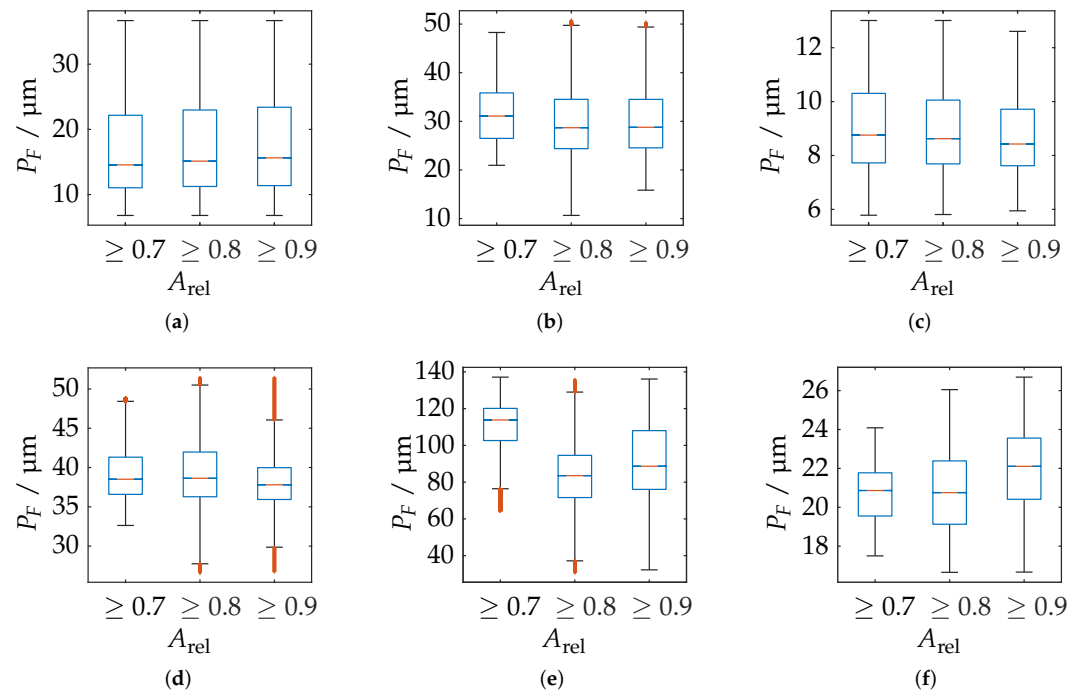 P_F / µm
30
20
10
≥ 0.7 ≥ 0.8 ≥ 0.9
A_rel
(a)
P_F / µm
50
40
30
20
10
≥ 0.7 ≥ 0.8 ≥ 0.9
A_rel
(b)
P_F / µm
12
10
8
6
≥ 0.7 ≥ 0.8 ≥ 0.9
A_rel
(c)
P_F / µm
50
45
40
35
30
≥ 0.7 ≥ 0.8 ≥ 0.9
A_rel
(d)
P_F / µm
140
120
100
80
60
40
≥ 0.7 ≥ 0.8 ≥ 0.9
A_rel
(e)
P_F / µm
26
24
22
20
18
≥ 0.7 ≥ 0.8 ≥ 0.9
A_rel
(f)